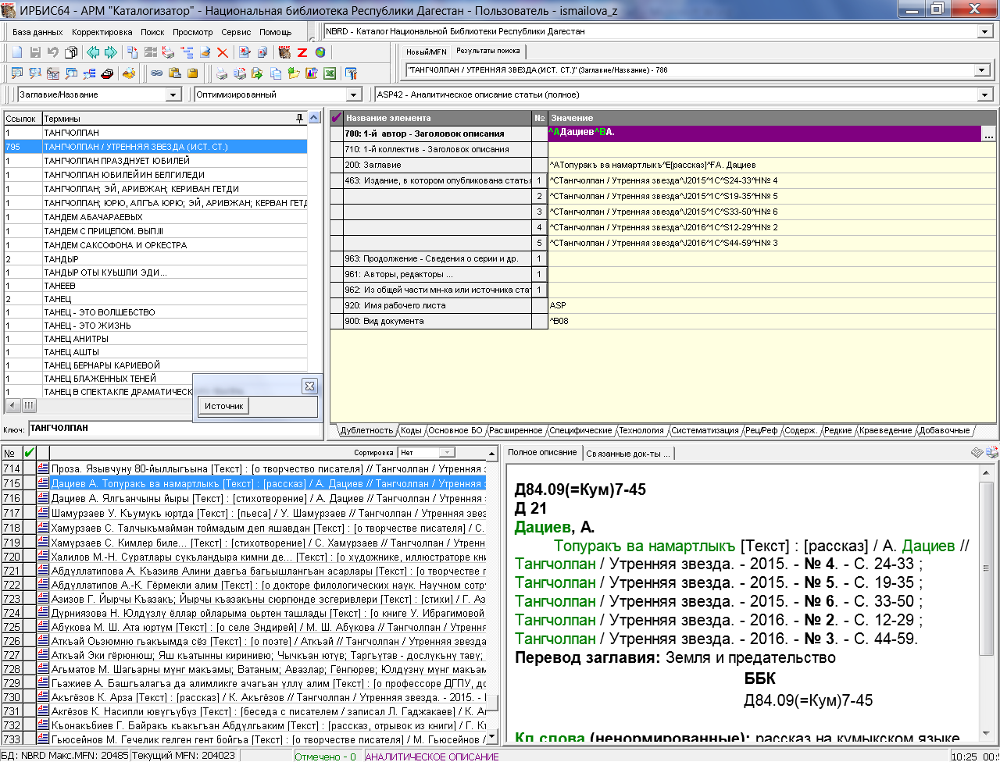 ИРБИС64 - АРМ "Каталогизатор" - Национальная библиотека Республики Дагестан - Пользователь - ismailova_z
База данных Корректировка Поиск Просмотр Сервис Помощь
NBRD - Каталог Национальной Библиотеки Республики Дагестан
Новый/MFN Результаты поиска
"ТАНГЧОЛПАН / УТРЕННЯЯ ЗВЕЗДА (ИСТ. СТ.)" (Заглавие/Название) - 786
Заглавие/Название Оптимизированный ASP42 - Аналитическое описание статьи (полное)
Ссылок Термины
1 ТАНГЧОЛПАН
795 ТАНГЧОЛПАН / УТРЕННЯЯ ЗВЕЗДА (ИСТ. СТ.)
1 ТАНГЧОЛПАН ПРАЗДНУЕТ ЮБИЛЕЙ
1 ТАНГЧОЛПАН ЮБИЛЕЙИН БЕЛГИЛЕДИ
1 ТАНГЧОЛПАН; ЭЙ, АРИВЖАН; КЕРИВАН ГЕТДИ
1 ТАНГЧОЛПАН; ЮРЮ, АЛГЪА ЮРЮ; ЭЙ, АРИВЖАН; КЕРВАН ГЕТД
1 ТАНДЕМ АБАЧАРАЕВЫХ
1 ТАНДЕМ С ПРИЦЕПОМ. ВЫП.III
1 ТАНДЕМ САКСОФОНА И ОРКЕСТРА
2 ТАНДЫР
1 ТАНДЫР ОТЫ КУЬШЛИ ЭДИ...
1 ТАНЕЕВ
2 ТАНЕЦ
1 ТАНЕЦ - ЭТО ВОЛШЕБСТВО
1 ТАНЕЦ - ЭТО ЖИЗНЬ
1 ТАНЕЦ АНИТРЫ
1 ТАНЕЦ АШТЫ
1 ТАНЕЦ БЕРНАРЫ КАРИЕВОЙ
1 ТАНЕЦ БЛАЖЕННЫХ ТЕНЕЙ
1 ТАНЕЦ В СПЕКТАКЛЕ ДРАМАТИЧЕСК
Источник
Ключ: ТАНГЧОЛПАН
Название элемента № Значение
700: 1-й автор - Заголовок описания ^AДациев^BА. ...
710: 1-й коллектив - Заголовок описания
200: Заглавие ^AТопуракъ ва намартлыкъ^E[рассказ]^FА. Дациев
463: Издание, в котором опубликована статья 1 ^CТангчолпан / Утренняя звезда^J2015^1С^S24-33^H№ 4
2 ^CТангчолпан / Утренняя звезда^J2015^1С^S19-35^H№ 5
3 ^CТангчолпан / Утренняя звезда^J2015^1С^S33-50^H№ 6
4 ^CТангчолпан / Утренняя звезда^J2016^1С^S12-29^H№ 2
5 ^CТангчолпан / Утренняя звезда^J2016^1С^S44-59^H№ 3
963: Продолжение - Сведения о серии и др. 1
961: Авторы, редакторы ... 1
962: Из общей части мн-ка или источника стат 1
920: Имя рабочего листа ASP
900: Вид документа ^B08
Дублетность Коды Основное БО Расширенное Специфические Технология Систематизация Рец/Реф Содерж. Редкие Краеведение Добавочные
№ Сортировка Нет
714 Проза. Язывчуну 80-йыллыгъына [Текст] : [о творчество писателя] // Тангчолпан / Утренняя з
715 Дациев А. Топуракъ ва намартлыкъ [Текст] : [рассказ] / А. Дациев // Тангчолпан / Утренняя з
716 Дациев А. Ялгъанчыны йыры [Текст] : [стихотворение] / А. Дациев // Тангчолпан / Утренняя з
717 Шамурзаев У. Къумукъ юртда [Текст] : [пьеса] / У. Шамурзаев // Тангчолпан / Утренняя звез
718 Хамурзаев С. Талчыкъмайман тоймадым деп яшавдан [Текст] : [о творчестве писателя] / С.
719 Хамурзаев С. Кимлер биле... [Текст] : [стихотворение] / С. Хамурзаев // Тангчолпан / Утренн
720 Халилов М.-Н. Суратлары сукъландыра кимни де... [Текст] : [о художнике, иллюстраторе кни
721 Абдуллатипова А. Къазияв Алини давгъа багъышлангъан асарлары [Текст] : [о творчестве г
722 Абдуллатипов А.-К. Гёрмекли алим [Текст] : [о докторе филологических наук. Научном сотру
723 Азизов Г. Йырчы Къазакъ; Йырчы къазакъны сюргюнде эсгеривлери [Текст] : [стихи] / Г. Аз
724 Дурниязова Н. Юлдузлу ёллар ойларыма оьртен ташлады [Текст] : [о книге У. Ибрагимовой
725 Абукова М. Ш. Ата юртум [Текст] : [о селе Эндирей] / М. Ш. Абукова // Тангчолпан / Утрення
726 Аткъай Оьзюмню гьакъымда сёз [Текст] : [о поэте] / Аткъай // Тангчолпан / Утренняя звезда
727 Аткъай Эки гёрюнюш; Яш къатынны киринивю; Чычкъан ютув; Таргъутав - дослукъну таву;
728 Агьматов М. Шагьарны мунг макъамы; Ватаным; Авазлар; Гёнгюрев; Юлдузну мунг макъам
729 Гьажиев А. Башгъалагъа да алимликге ачагъан уллу алим [Текст] : [о профессоре ДГПУ, до
730 Акъгёзов К. Арза [Текст] : [рассказ] / К. Акъгёзов // Тангчолпан / Утренняя звезда. - 2015. - №
731 Акгёзов К. Насипли ювугъубуз [Текст] : [беседа с писателем / записал Л. Гаджакаев] / К. Ак
732 Къонакъбиев Г. Байракъ къакъгъан Абдулгьаким [Текст] : [рассказ, отрывок из книги] / Г. Къ
733 Гьюсейнов М. Гечелик гелген гент бойгъа [Текст] : [о творчестве писателя] / М. Гьюсейнов /
Полное описание Связанные док-ты ...
Д84.09(=Кум)7-45
Д 21
Дациев, А.
Топуракъ ва намартлыкъ [Текст] : [рассказ] / А. Дациев //
Тангчолпан / Утренняя звезда. - 2015. - № 4. - С. 24-33 ;
Тангчолпан / Утренняя звезда. - 2015. - № 5. - С. 19-35 ;
Тангчолпан / Утренняя звезда. - 2015. - № 6. - С. 33-50 ;
Тангчолпан / Утренняя звезда. - 2016. - № 2. - С. 12-29 ;
Тангчолпан / Утренняя звезда. - 2016. - № 3. - С. 44-59.
Перевод заглавия: Земля и предательство
ББК
Д84.09(=Кум)7-45
Кл.слова (ненормированные): рассказ на кумыкском языке
БД: NBRD Макс.MFN: 20485 Текущий MFN: 204023 Отмечено - 0 АНАЛИТИЧЕСКОЕ ОПИСАНИЕ 10:25